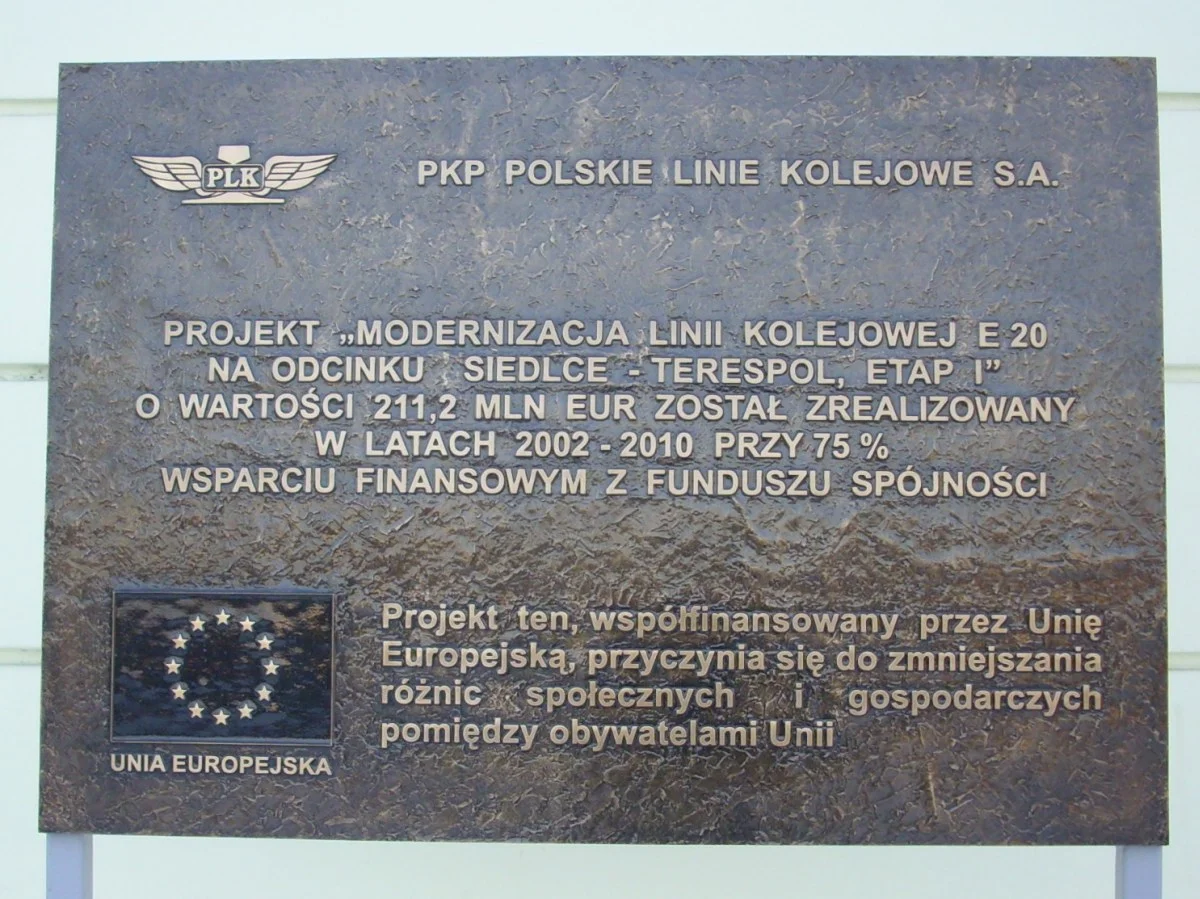 PLK
PKP POLSKIE LINIE KOLEJOWE S.A.
PROJEKT „MODERNIZACJA LINII KOLEJOWEJ E 20
NA ODCINKU SIEDLCE - TERESPOL, ETAP I”
O WARTOŚCI 211,2 MLN EUR ZOSTAŁ ZREALIZOWANY
W LATACH 2002 - 2010 PRZY 75 %
WSPARCIU FINANSOWYM Z FUNDUSZU SPÓJNOŚCI
Projekt ten, współfinansowany przez Unię
Europejską, przyczynia się do zmniejszania
różnic społecznych i gospodarczych
pomiędzy obywatelami Unii
UNIA EUROPEJSKA